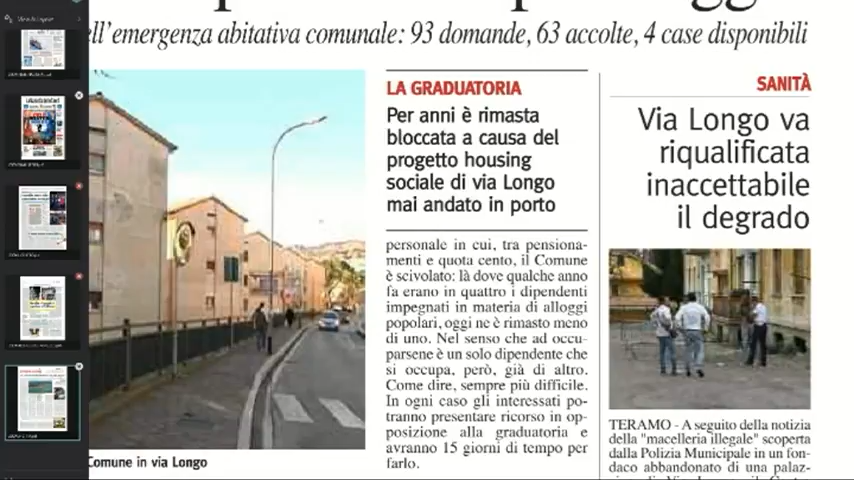 ell'emergenza abitativa comunale: 93 domande, 63 accolte, 4 case disponibili
LA GRADUATORIA
Per anni è rimasta
bloccata a causa del
progetto housing
sociale di via Longo
mai andato in porto
personale in cui, tra pensiona-
menti e quota cento, il Comune
è scivolato: là dove qualche anno
fa erano in quattro i dipendenti
impegnati in materia di alloggi
popolari, oggi ne è rimasto meno
di uno. Nel senso che ad occu-
parsene è un solo dipendente che
si occupa, però, già di altro.
Come dire, sempre più difficile.
In ogni caso gli interessati po-
tranno presentare ricorso in op-
posizione alla graduatoria e
avranno 15 giorni di tempo per
farlo.
Comune in via Longo
SANITÀ
Via Longo va
riqualificata
inaccettabile
il degrado
TERAMO - A seguito della notizia
della "macelleria illegale" scoperta
dalla Polizia Municipale in un fon-
daco abbandonato di una palaz-